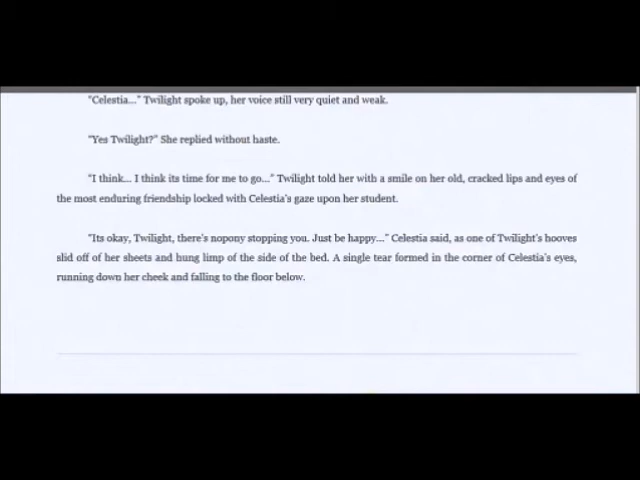 "Celestia..." Twilight spoke up, her voice still very quiet and weak.
"Yes Twilight?" She replied without haste.
"I think... I think its time for me to go..." Twilight told her with a smile on her old, cracked lips and eyes of
the most enduring friendship locked with Celestia's gaze upon her student.
"Its okay, Twilight, there's nopony stopping you. Just be happy..." Celestia said, as one of Twilight's hooves
slid off of her sheets and hung limp of the side of the bed. A single tear formed in the corner of Celestia's eyes,
running down her cheek and falling to the floor below.